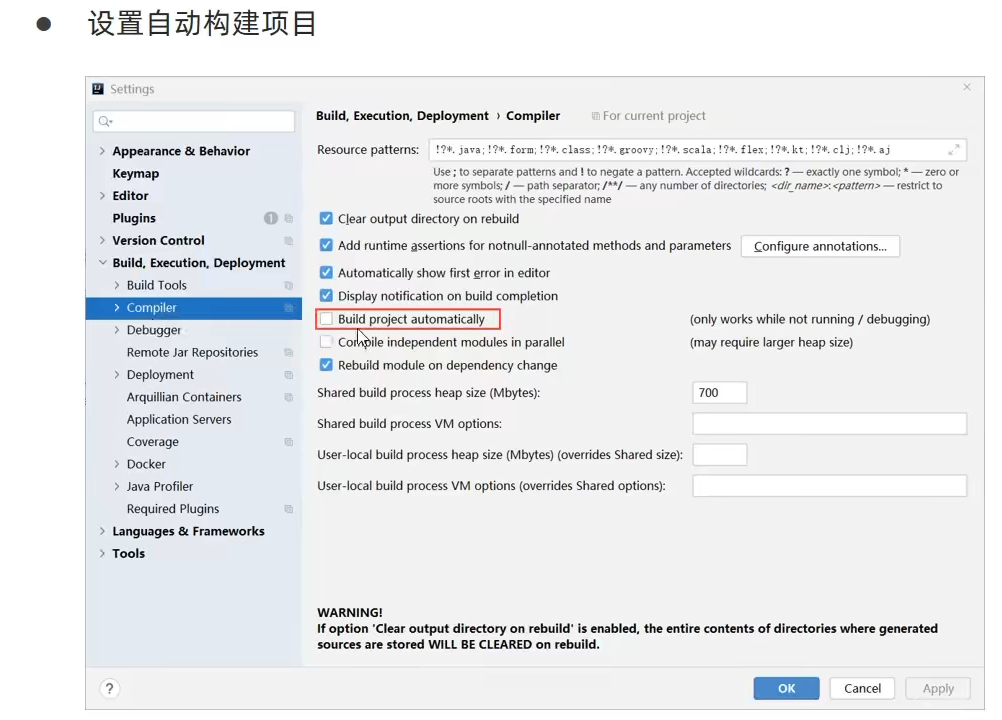 设置自动构建项目
Settings
Build, Execution, Deployment › Compiler
For current project
Appearance & Behavior
Keymap
Editor
Plugins
1
Version Control
Build, Execution, Deployment
Build Tools
Compiler
Debugger
Remote Jar Repositories
Deployment
Arquillian Containers
Application Servers
Coverage
Docker
Java Profiler
Required Plugins
Languages & Frameworks
Tools
Resource patterns:
!?*.java;!?*.form;!?*.class;!?*.groovy;!?*.scala;!?*.flex;!?*.kt;!?*.clj;!?*.aj
Use ; to separate patterns and ! to negate a pattern. Accepted wildcards: ? — exactly one symbol; * — zero or
more symbols; / — path separator; /**/ — any number of directories; <dir_name>:<pattern> — restrict to
source roots with the specified name
Clear output directory on rebuild
Add runtime assertions for notnull-annotated methods and parameters
Configure annotations...
Automatically show first error in editor
Display notification on build completion
Build project automatically
(only works while not running / debugging)
Compile independent modules in parallel
(may require larger heap size)
Rebuild module on dependency change
Shared build process heap size (Mbytes):
700
Shared build process VM options:
User-local build process heap size (Mbytes) (overrides Shared size):
User-local build process VM options (overrides Shared options):
WARNING!
If option 'Clear output directory on rebuild' is enabled, the entire contents of directories where generated
sources are stored WILL BE CLEARED on rebuild.
?
OK
Cancel
Apply